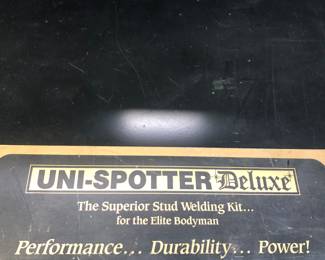 UNI-SPOTTER Deluxe
The Superior Stud Welding Kit...
for the Elite Bodyman
Performance... Durability... Power!